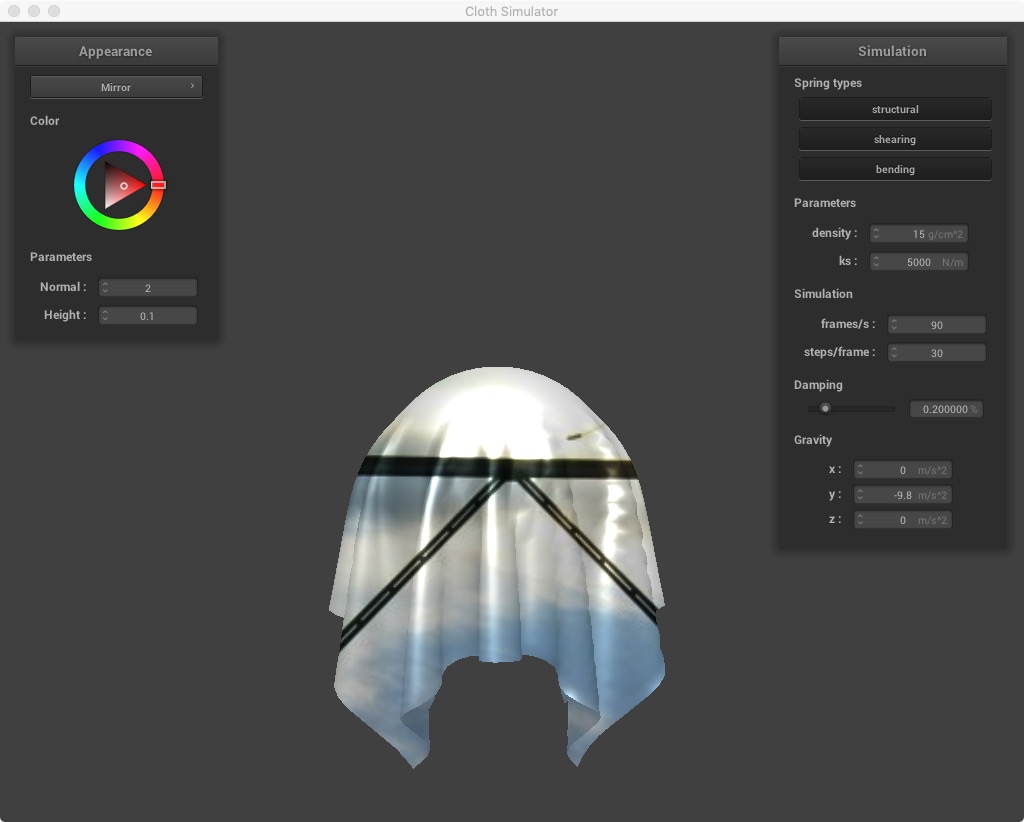 Cloth Simulator
Appearance
Mirror
Color
Parameters
Normal : 2
Height : 0.1
Simulation
Spring types
structural
shearing
bending
Parameters
density : 15 g/cm^2
ks : 5000 N/m
Simulation
frames/s : 90
steps/frame : 30
Damping
0.200000 %
Gravity
x : 0 m/s^2
y : -9.8 m/s^2
z : 0 m/s^2